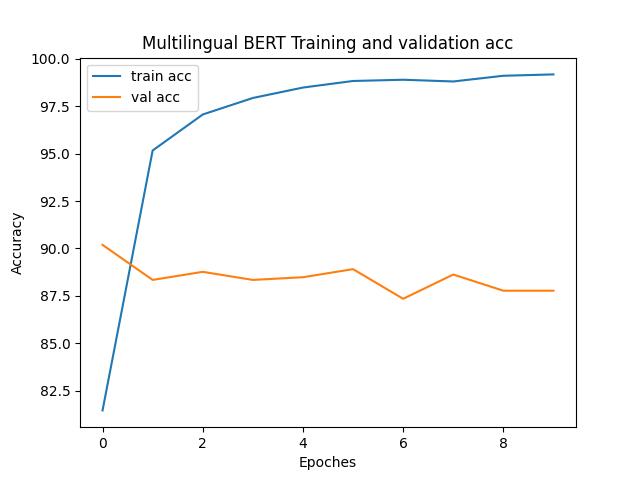 Multilingual BERT Training and validation acc
100.0
97.5
95.0
92.5
90.0
87.5
85.0
82.5
Accuracy
train acc
val acc
0 2 4 6 8
Epoches